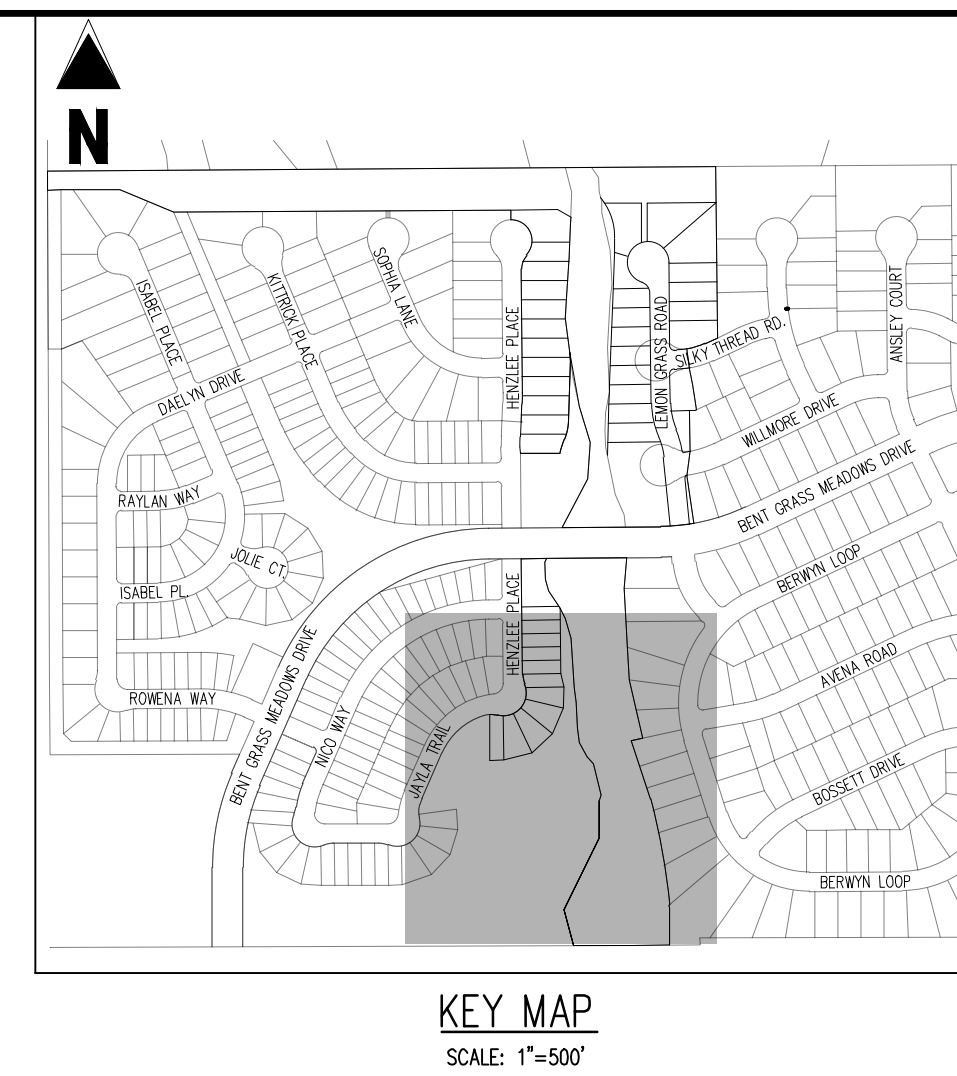 N
ISABEL PLACE
KITTRICK PLACE
SOPHIA LANE
HENZLEE PLACE
LEMON GRASS ROAD
SILKY THREAD RD.
ANSLEY COURT
DAELYN DRIVE
WILLMORE DRIVE
RAYLAN WAY
BENT GRASS MEADOWS DRIVE
JOLIE CT.
BERWYN LOOP
ISABEL PL.
HENZLEE PLACE
AVENA ROAD
ROWENA WAY
BENT GRASS MEADOWS DRIVE
NICO WAY
JAYLA TRAIL
BOSSETT DRIVE
BERWYN LOOP
KEY MAP
SCALE: 1"=500'